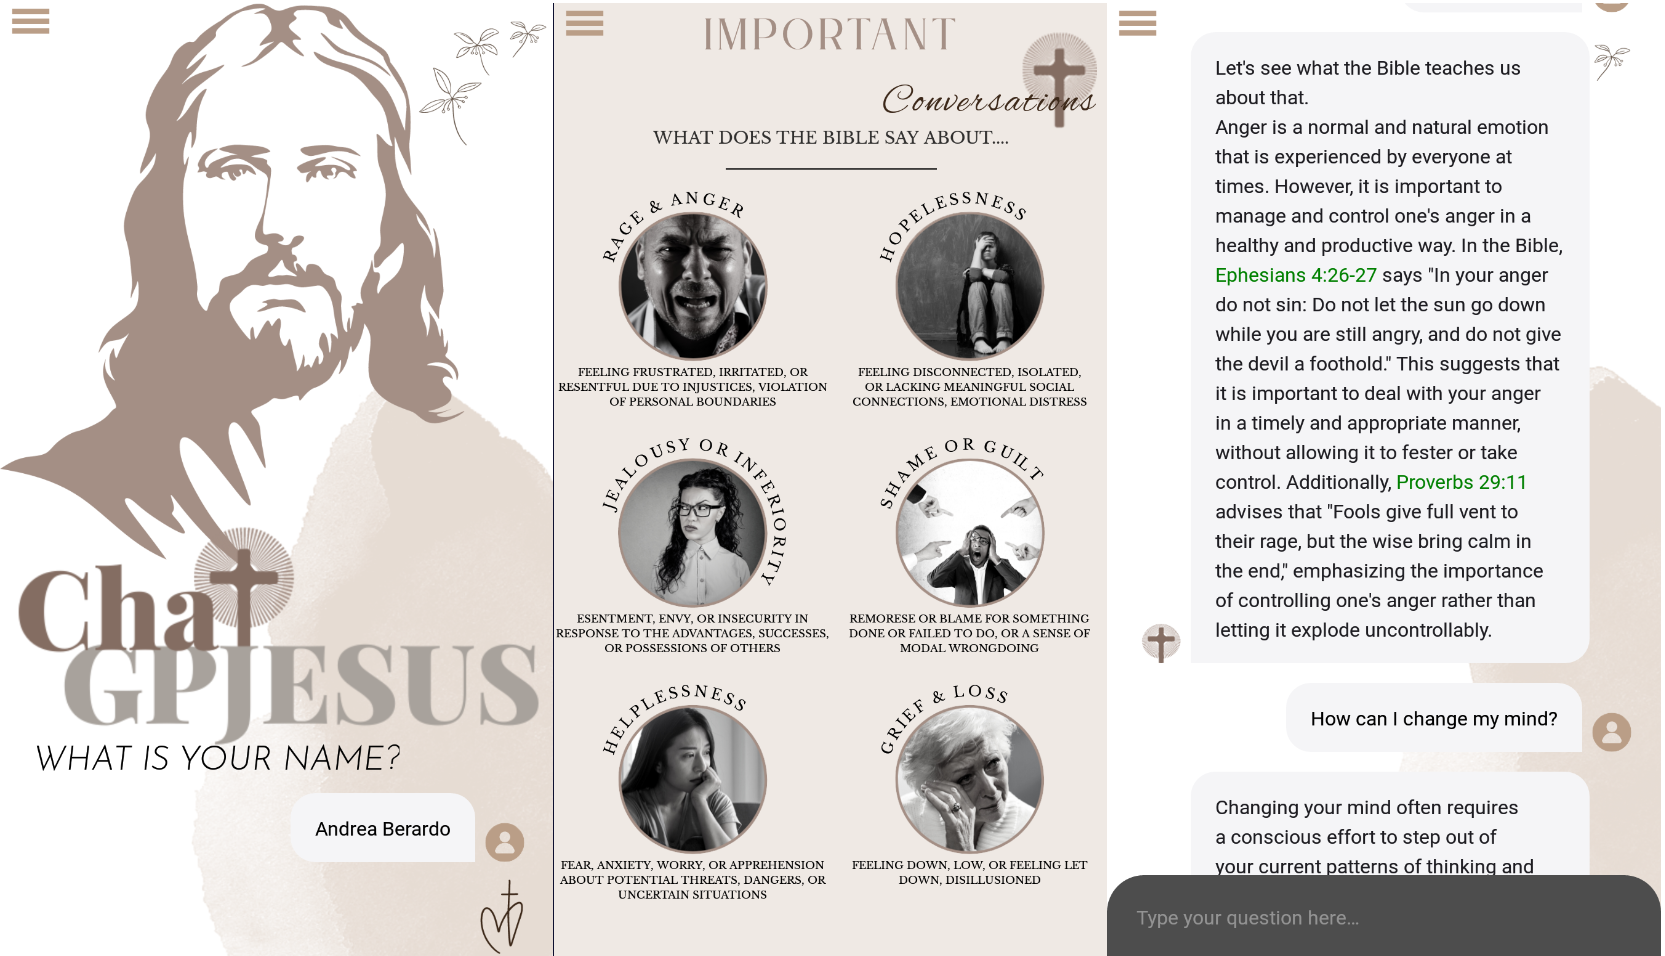 Chat
GPJESUS
WHAT IS YOUR NAME?
Andrea Berardo
IMPORTANT
Conversations
WHAT DOES THE BIBLE SAY ABOUT....
RAGE & ANGER
FEELING FRUSTRATED, IRRITATED, OR
RESENTFUL DUE TO INJUSTICES, VIOLATION
OF PERSONAL BOUNDARIES
HOPELESSNESS
FEELING DISCONNECTED, ISOLATED,
OR LACKING MEANINGFUL SOCIAL
CONNECTIONS, EMOTIONAL DISTRESS
JEALOUSY OR INFERIORITY
ESENTMENT, ENVY, OR INSECURITY IN
RESPONSE TO THE ADVANTAGES, SUCCESSES,
OR POSSESSIONS OF OTHERS
SHAME OR GUILT
REMORESE OR BLAME FOR SOMETHING
DONE OR FAILED TO DO, OR A SENSE OF
MODAL WRONGDOING
HELPLESSNESS
FEAR, ANXIETY, WORRY, OR APPREHENSION
ABOUT POTENTIAL THREATS, DANGERS, OR
UNCERTAIN SITUATIONS
GRIEF & LOSS
FEELING DOWN, LOW, OR FEELING LET
DOWN, DISILLUSIONED
Let's see what the Bible teaches us
about that.
Anger is a normal and natural emotion
that is experienced by everyone at
times. However, it is important to
manage and control one's anger in a
healthy and productive way. In the Bible,
Ephesians 4:26-27 says "In your anger
do not sin: Do not let the sun go down
while you are still angry, and do not give
the devil a foothold." This suggests that
it is important to deal with your anger
in a timely and appropriate manner,
without allowing it to fester or take
control. Additionally, Proverbs 29:11
advises that "Fools give full vent to
their rage, but the wise bring calm in
the end," emphasizing the importance
of controlling one's anger rather than
letting it explode uncontrollably.
How can I change my mind?
Changing your mind often requires
a conscious effort to step out of
your current patterns of thinking and
Type your question here…